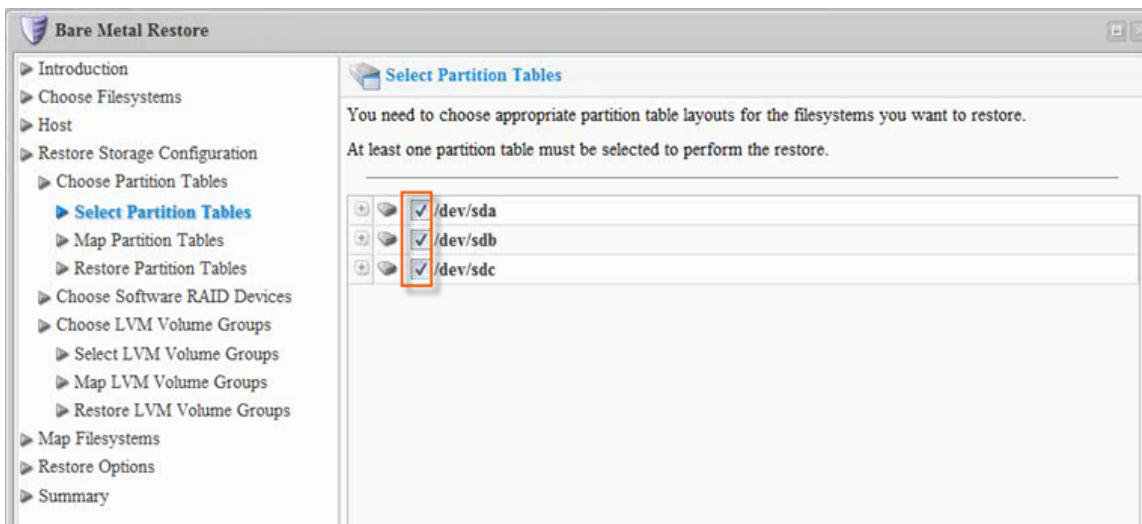 Bare Metal Restore
Introduction
Choose Filesystems
Host
Restore Storage Configuration
Choose Partition Tables
Select Partition Tables
Map Partition Tables
Restore Partition Tables
Choose Software RAID Devices
Choose LVM Volume Groups
Select LVM Volume Groups
Map LVM Volume Groups
Restore LVM Volume Groups
Map Filesystems
Restore Options
Summary
Select Partition Tables
You need to choose appropriate partition table layouts for the filesystems you want to restore.
At least one partition table must be selected to perform the restore.
/dev/sda
/dev/sdb
/dev/sdc